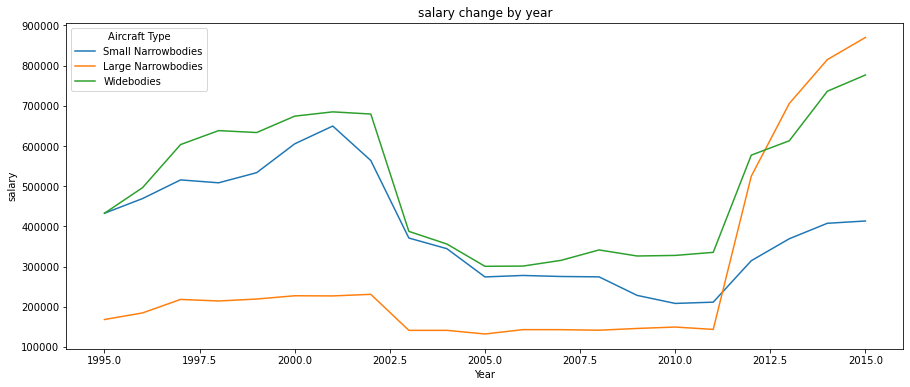 salary change by year
900000
800000
700000
600000
500000
400000
300000
200000
100000
salary
Aircraft Type
Small Narrowbodies
Large Narrowbodies
Widebodies
1995.0 1997.5 2000.0 2002.5 2005.0 2007.5 2010.0 2012.5 2015.0
Year